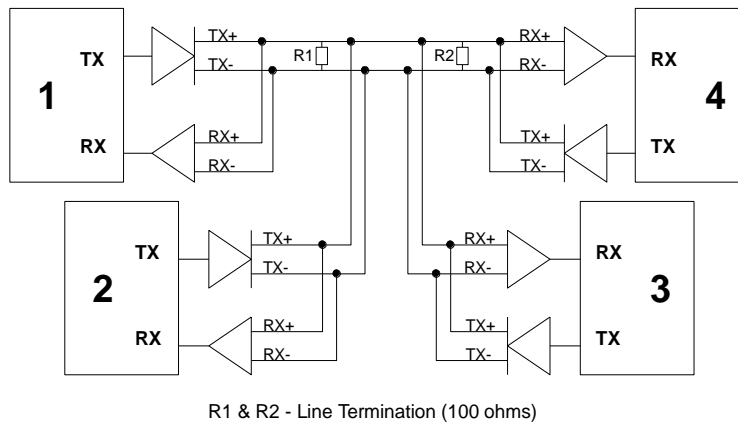 TX+ R1 R2 RX+
TX TX- RX- RX
1 4
RX RX+ TX+ TX
RX- TX-
TX TX+ RX+ RX
TX- RX-
2 3
RX RX+ TX+ TX
RX- TX-
R1 & R2 - Line Termination (100 ohms)